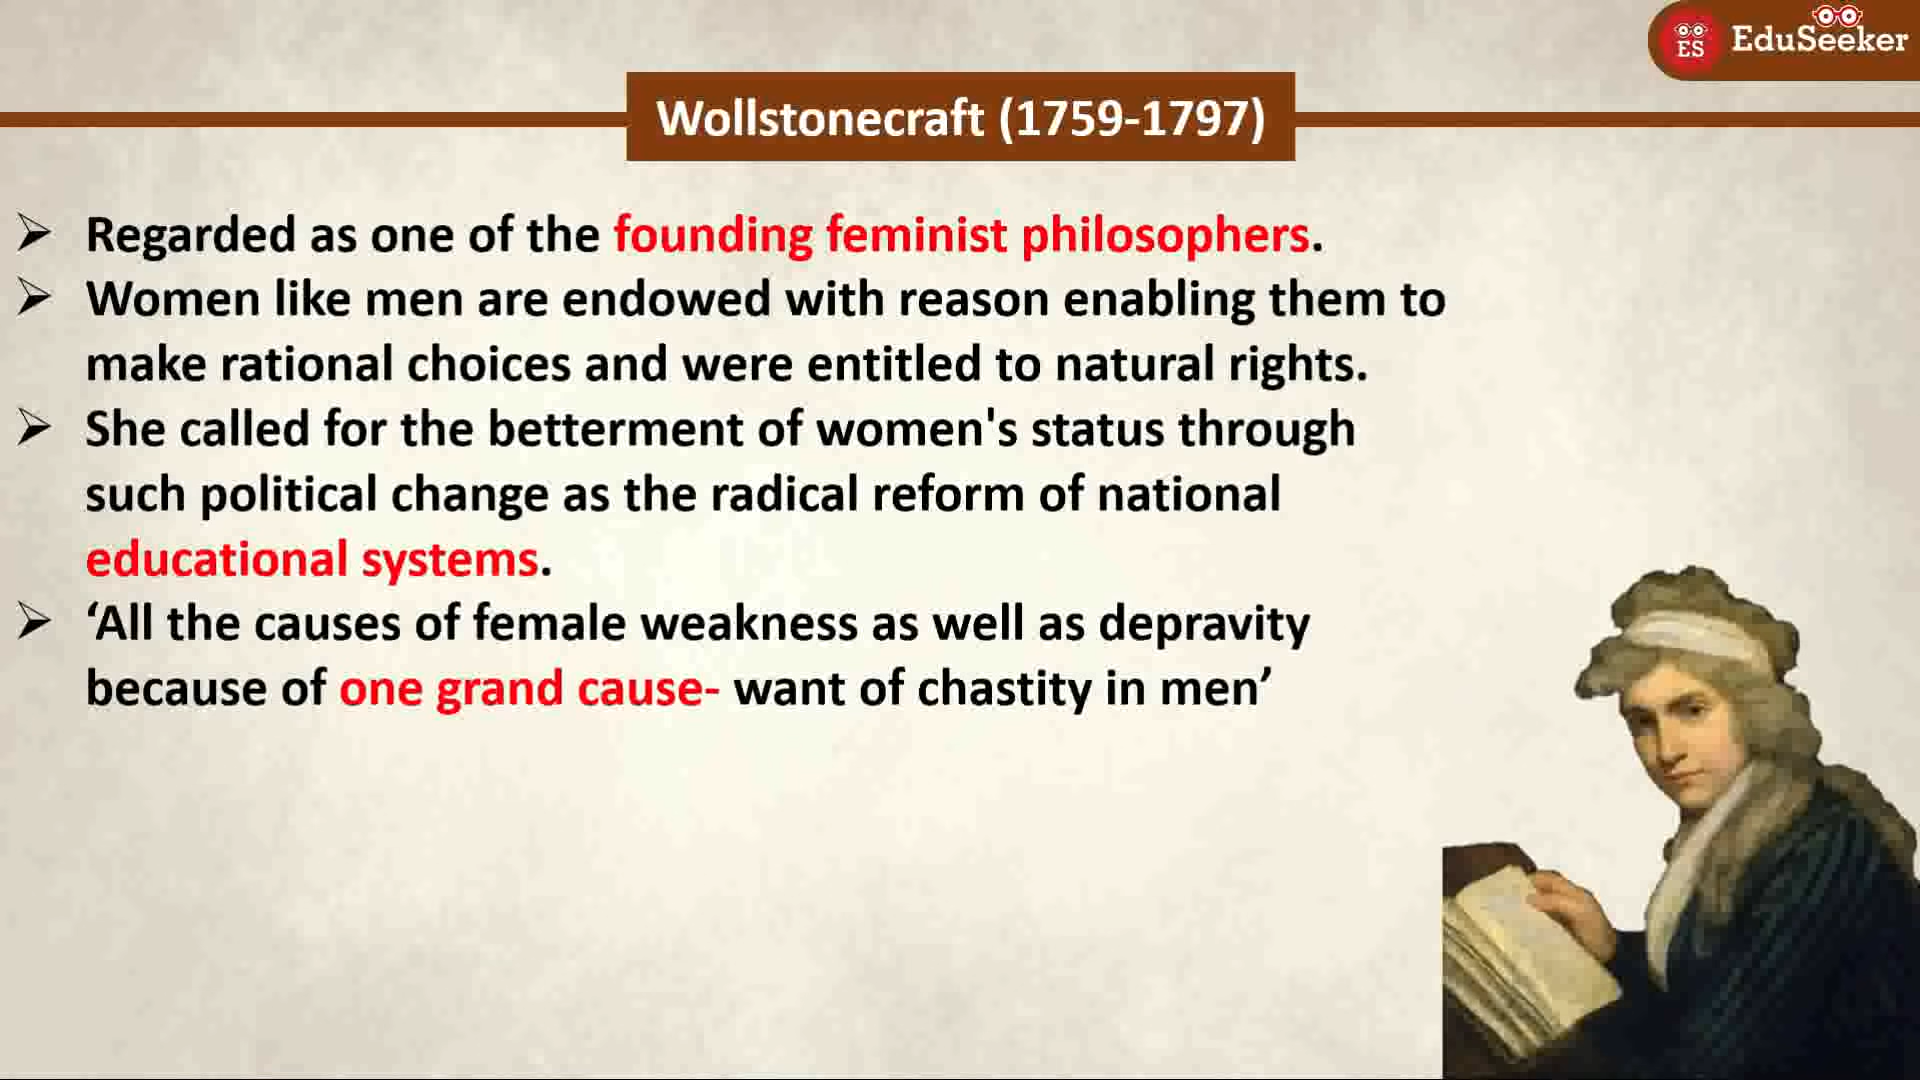 ES EduSeeker
Wollstonecraft (1759-1797)
➢ Regarded as one of the founding feminist philosophers.
➢ Women like men are endowed with reason enabling them to
make rational choices and were entitled to natural rights.
➢ She called for the betterment of women's status through
such political change as the radical reform of national
educational systems.
➢ ‘All the causes of female weakness as well as depravity
because of one grand cause- want of chastity in men’